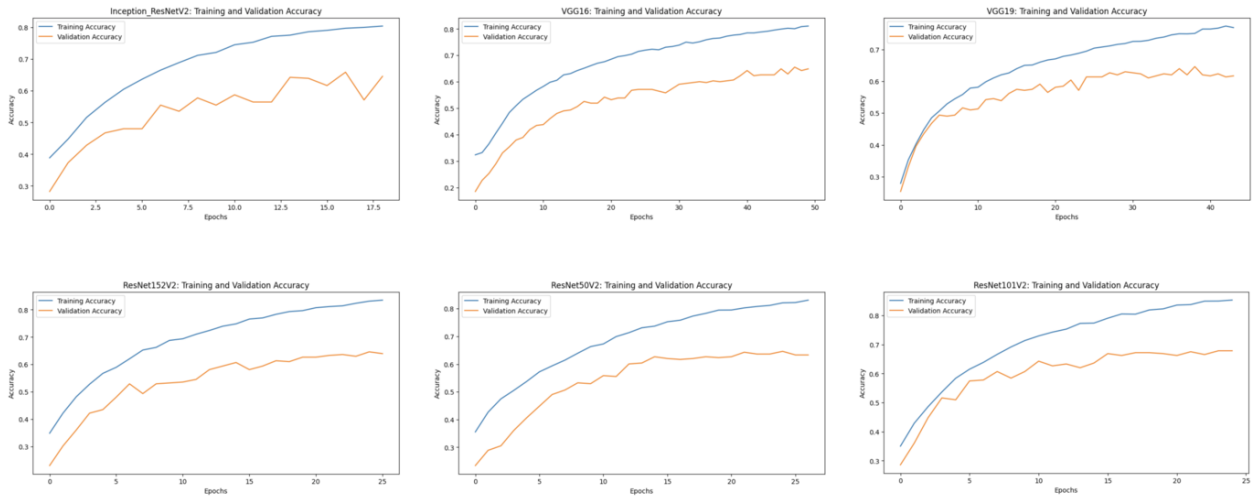 Inception_ResNetV2: Training and Validation Accuracy
Training Accuracy
Validation Accuracy
Accuracy
0.8
0.7
0.6
0.5
0.4
0.3
0.0 2.5 5.0 7.5 10.0 12.5 15.0 17.5
Epochs
VGG16: Training and Validation Accuracy
Training Accuracy
Validation Accuracy
Accuracy
0.8
0.7
0.6
0.5
0.4
0.3
0.2
0 10 20 30 40 50
Epochs
VGG19: Training and Validation Accuracy
Training Accuracy
Validation Accuracy
Accuracy
0.7
0.6
0.5
0.4
0.3
0 10 20 30 40
Epochs
ResNet152V2: Training and Validation Accuracy
Training Accuracy
Validation Accuracy
Accuracy
0.8
0.7
0.6
0.5
0.4
0.3
0 5 10 15 20 25
Epochs
ResNet50V2: Training and Validation Accuracy
Training Accuracy
Validation Accuracy
Accuracy
0.8
0.7
0.6
0.5
0.4
0.3
0 5 10 15 20 25
Epochs
ResNet101V2: Training and Validation Accuracy
Training Accuracy
Validation Accuracy
Accuracy
0.8
0.7
0.6
0.5
0.4
0.3
0 5 10 15 20 25
Epochs